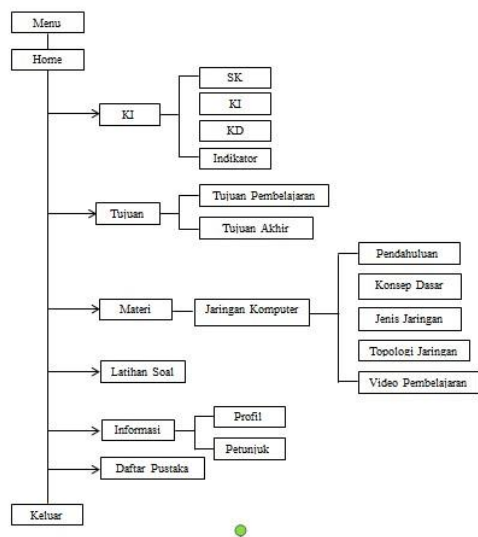 Menu
Home
KI
SK
KI
KD
Indikator
Tujuan
Tujuan Pembelajaran
Tujuan Akhir
Materi
Jaringan Komputer
Pendahuluan
Konsep Dasar
Jenis Jaringan
Topologi Jaringan
Video Pembelajaran
Latihan Soal
Informasi
Profil
Petunjuk
Daftar Pustaka
Keluar